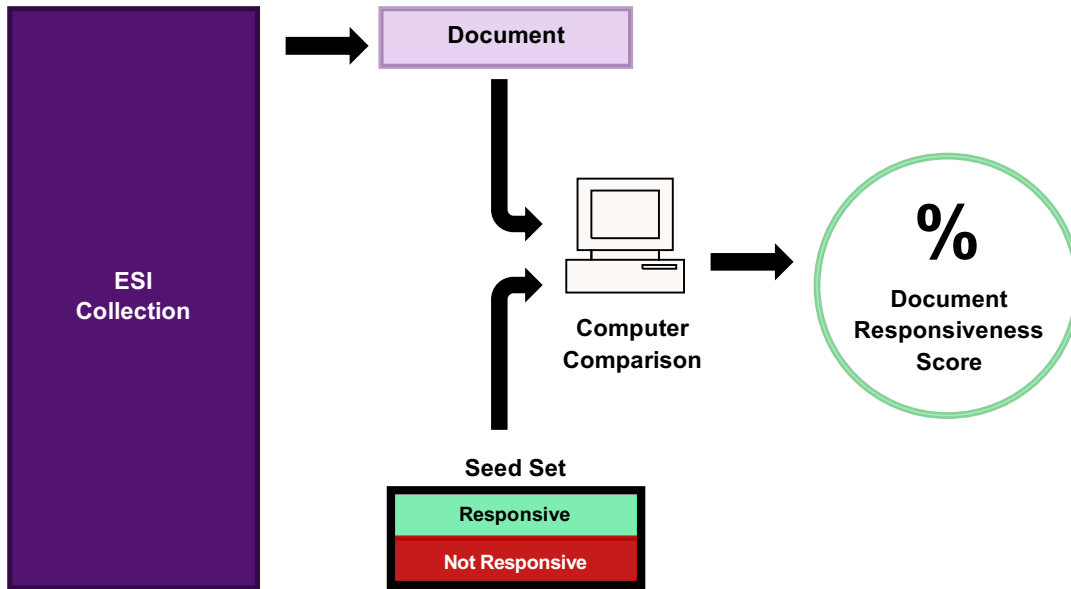 ESI
Collection
Document
Computer
Comparison
%
Document
Responsiveness
Score
Seed Set
Responsive
Not Responsive